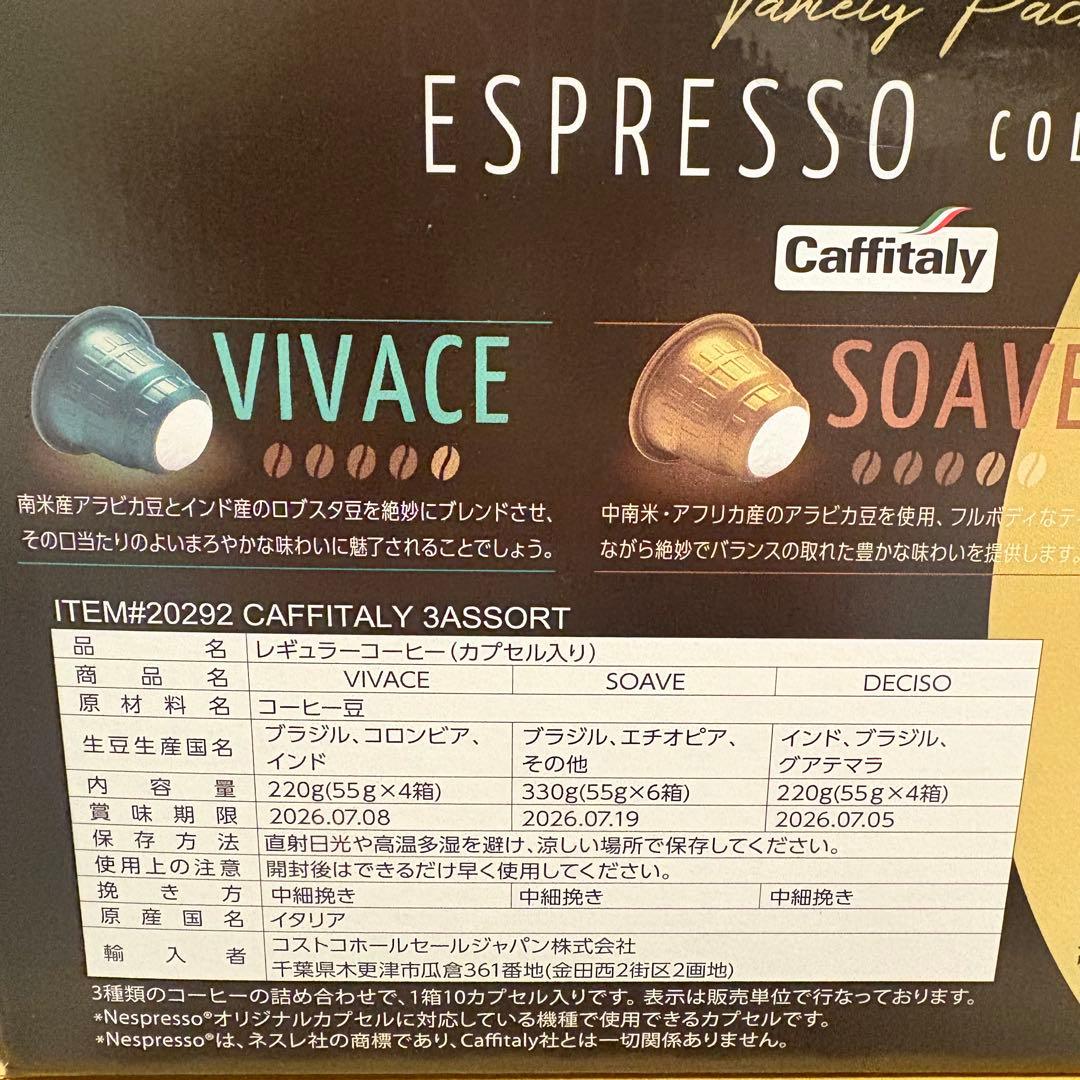 Variety Pac
ESPRESSO COL
Caffitaly
VIVACE
南米産アラビカ豆とインド産のロブスタ豆を絶妙にブレンドさせ、
その口当たりのよいまろやかな味わいに魅了されることでしょう。
SOAVE
中南米・アフリカ産のアラビカ豆を使用、フルボディなテ
ながら絶妙でバランスの取れた豊かな味わいを提供します。
ITEM#20292 CAFFITALY 3ASSORT
品名 レギュラーコーヒー(カプセル入り)
商品名 VIVACE SOAVE DECISO
原材料名 コーヒー豆
生豆生産国名 ブラジル、コロンビア、 ブラジル、エチオピア、 インド、ブラジル、
インド その他 グアテマラ
内容量 220g(55g×4箱) 330g(55g×6箱) 220g(55g×4箱)
賞味期限 2026.07.08 2026.07.19 2026.07.05
保存方法 直射日光や高温多湿を避け、涼しい場所で保存してください。
使用上の注意 開封後はできるだけ早く使用してください。
挽き方 中細挽き 中細挽き 中細挽き
原産国名 イタリア
輸入者 コストコホールセールジャパン株式会社
千葉県木更津市瓜倉361番地(金田西2街区2画地)
3種類のコーヒーの詰め合わせで、1箱10カプセル入りです。表示は販売単位で行なっております。
*Nespresso®オリジナルカプセルに対応している機種で使用できるカプセルです。
*Nespresso®は、ネスレ社の商標であり、Caffitaly社とは一切関係ありません。